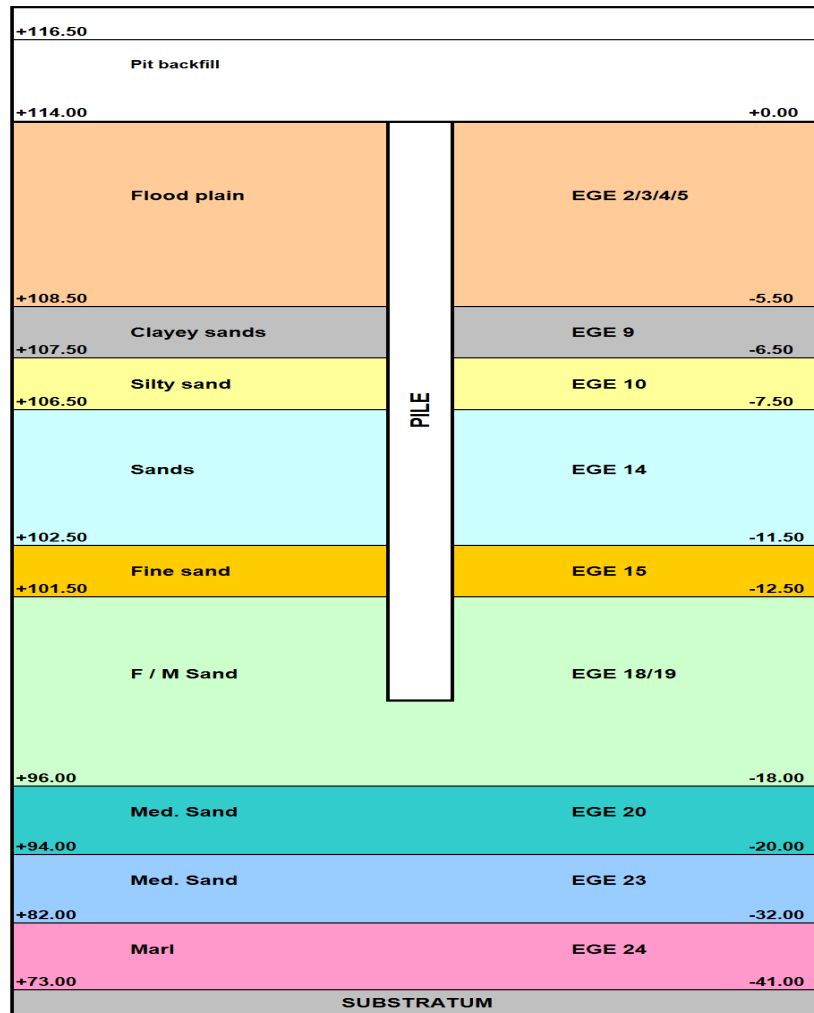 +116.50
Pit backfill
+114.00 +0.00
Flood plain EGE 2/3/4/5
+108.50 -5.50
Clayey sands EGE 9
+107.50 -6.50
Silty sand EGE 10
+106.50 -7.50
PILE
Sands EGE 14
+102.50 -11.50
Fine sand EGE 15
+101.50 -12.50
F / M Sand EGE 18/19
+96.00 -18.00
Med. Sand EGE 20
+94.00 -20.00
Med. Sand EGE 23
+82.00 -32.00
Marl EGE 24
+73.00 -41.00
SUBSTRATUM